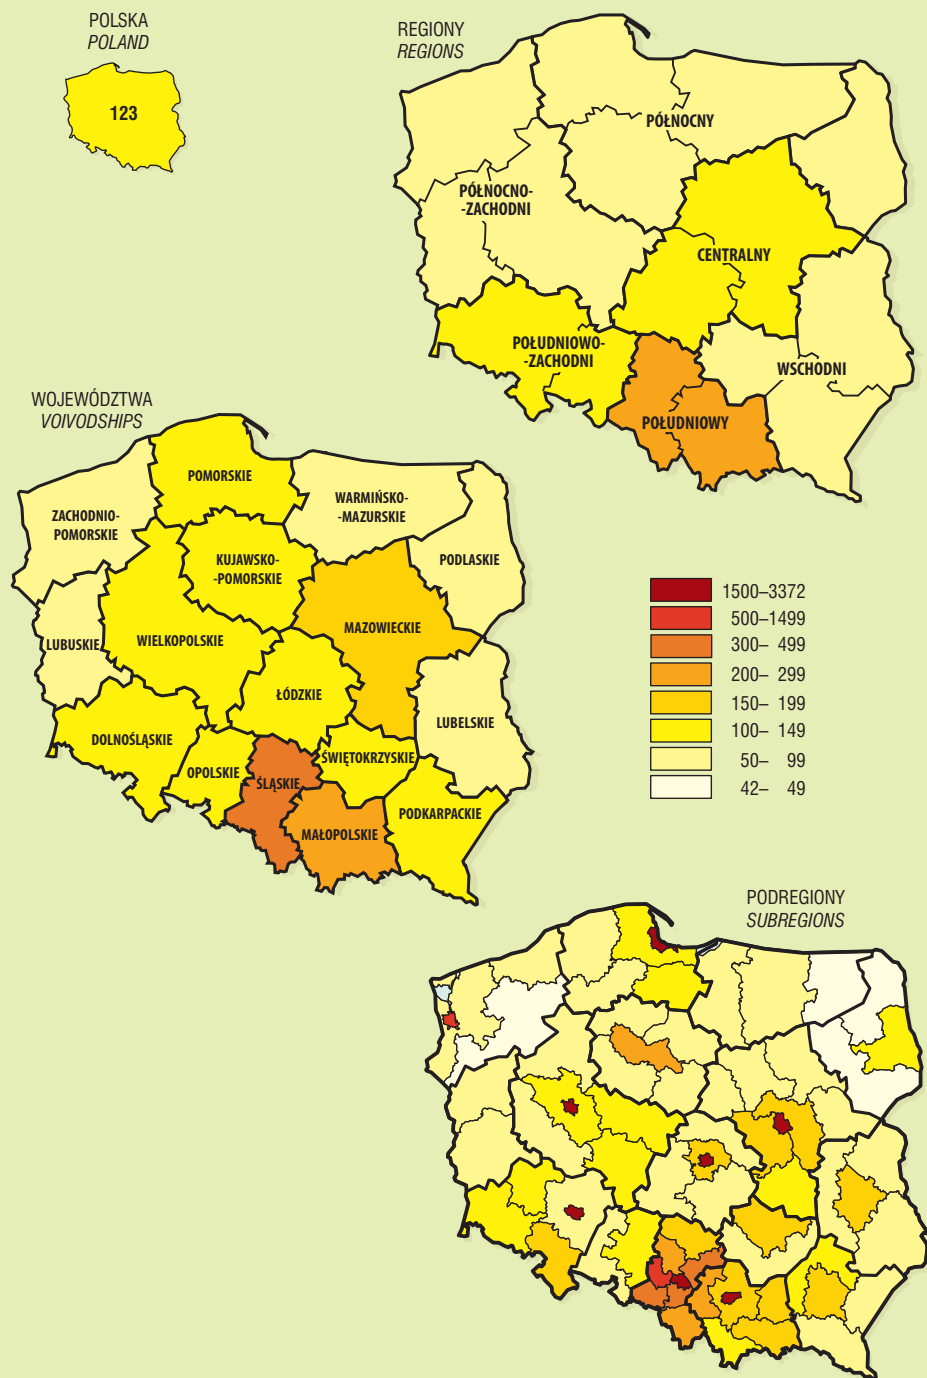 POLSKA
POLAND
123
REGIONY
REGIONS
PÓŁNOCNY
PÓŁNOCNO-
-ZACHODNI
CENTRALNY
POŁUDNIOWO-
-ZACHODNI
WSCHODNI
POŁUDNIOWY
WOJEWÓDZTWA
VOIVODSHIPS
POMORSKIE
ZACHODNIO-
POMORSKIE
WARMIŃSKO-
-MAZURSKIE
KUJAWSKO-
-POMORSKIE
PODLASKIE
LUBUSKIE
WIELKOPOLSKIE
MAZOWIECKIE
ŁÓDZKIE
DOLNOŚLĄSKIE
LUBELSKIE
OPOLSKIE
ŚLĄSKIE
ŚWIĘTOKRZYSKIE
MAŁOPOLSKIE
PODKARPACKIE
1500–3372
500–1499
300– 499
200– 299
150– 199
100– 149
50– 99
42– 49
PODREGIONY
SUBREGIONS